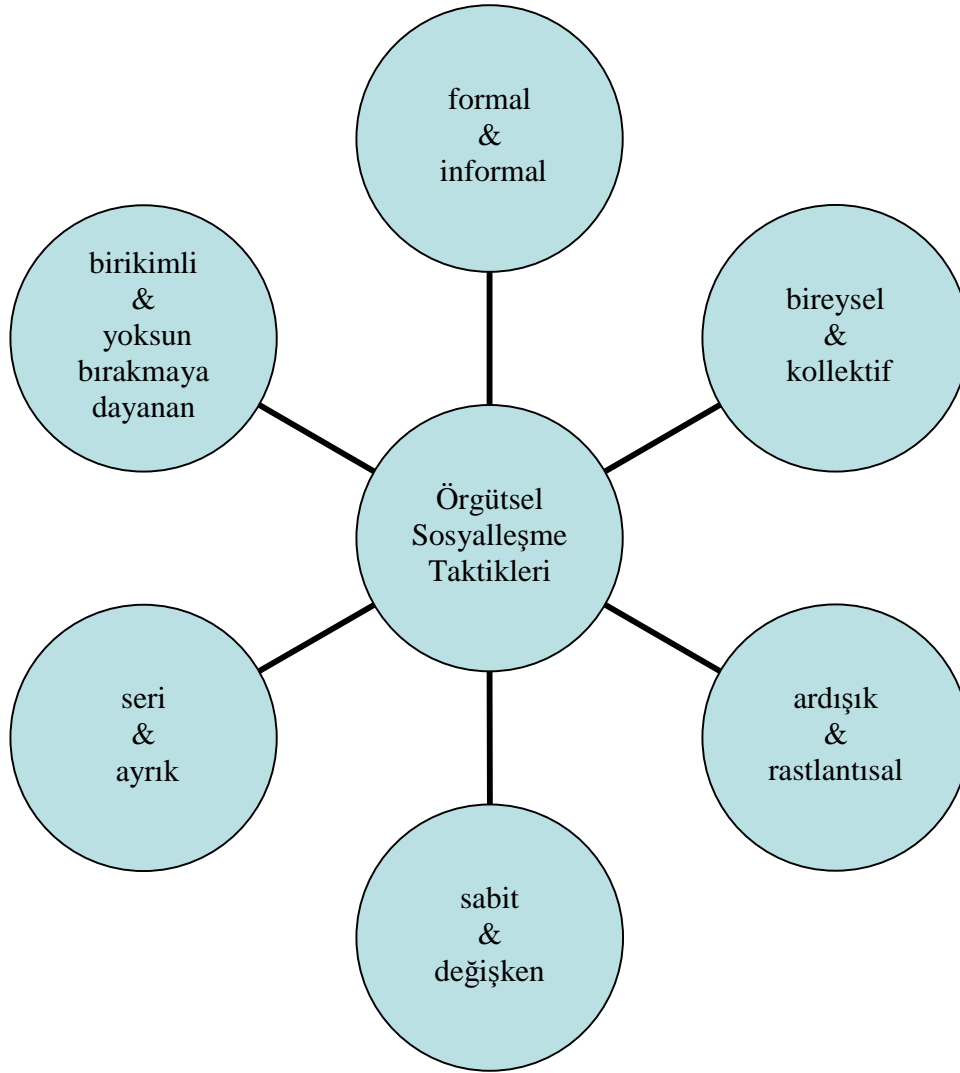 formal
&
informal
birikimli
&
yoksun
bırakmaya
dayanan
bireysel
&
kollektif
Örgütsel
Sosyalleşme
Taktikleri
seri
&
ayrık
ardışık
&
rastlantısal
sabit
&
değişken